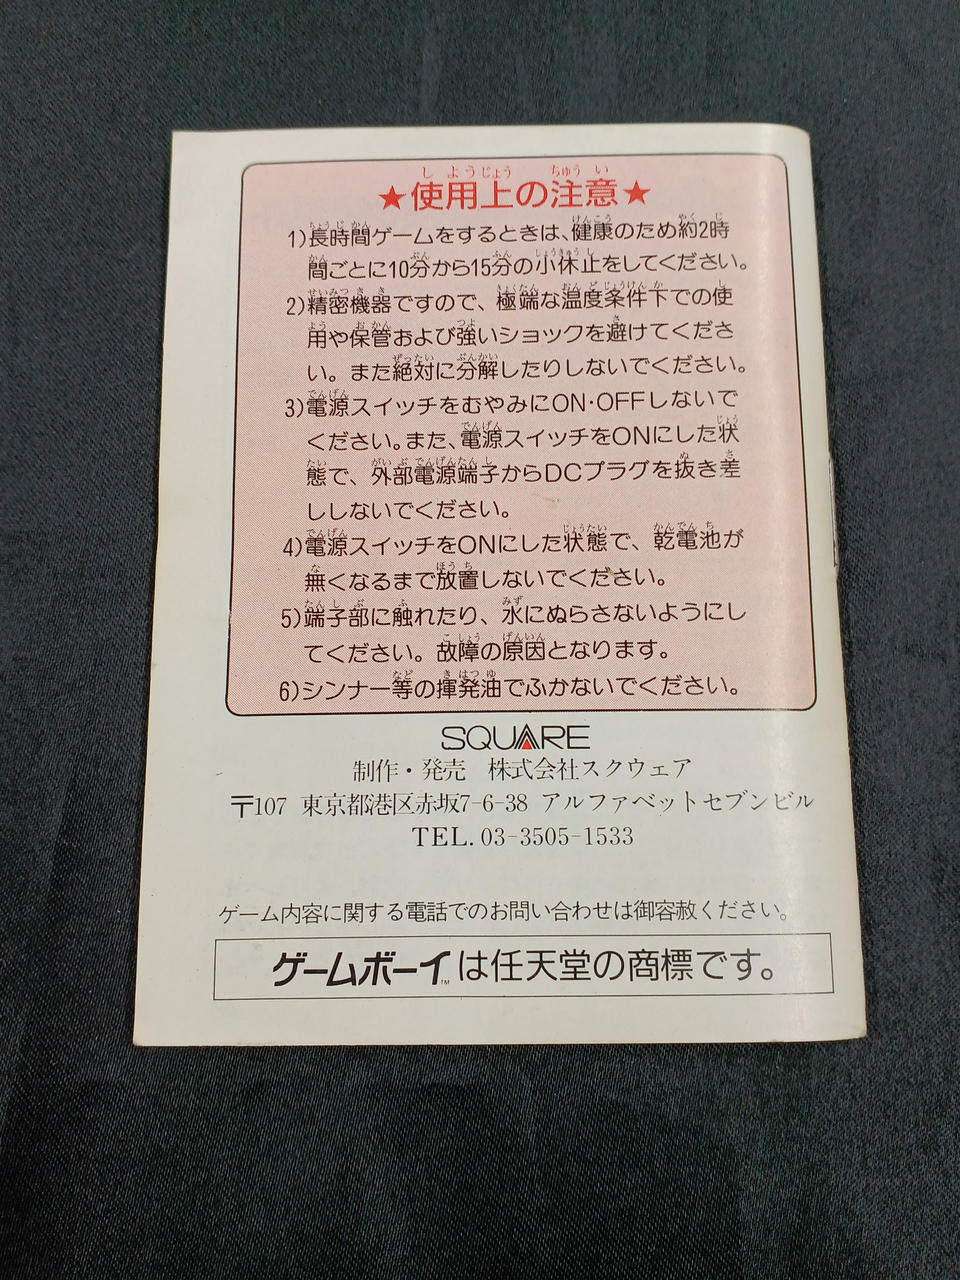 ★使用上の注意★
1)長時間ゲームをするときは、健康のため約2時
間ごとに10分から15分の小休止をしてください。
2)精密機器ですので、極端な温度条件下での使
用や保管および強いショックを避けてくださ
い。また絶対に分解したりしないでください。
3)電源スイッチをむやみにON・OFFしないで
ください。また、電源スイッチをONにした状
態で、外部電源端子からDCプラグを抜き差
ししないでください。
4)電源スイッチをONにした状態で、乾電池が
無くなるまで放置しないでください。
5)端子部に触れたり、水にぬらさないようにし
てください。故障の原因となります。
6)シンナー等の揮発油でふかないでください。
SQUARE
制作・発売　株式会社スクウェア
〒107 東京都港区赤坂7-6-38 アルファベットセブンビル
TEL. 03-3505-1533
ゲーム内容に関する電話でのお問い合わせは御容赦ください。
ゲームボーイ™は任天堂の商標です。